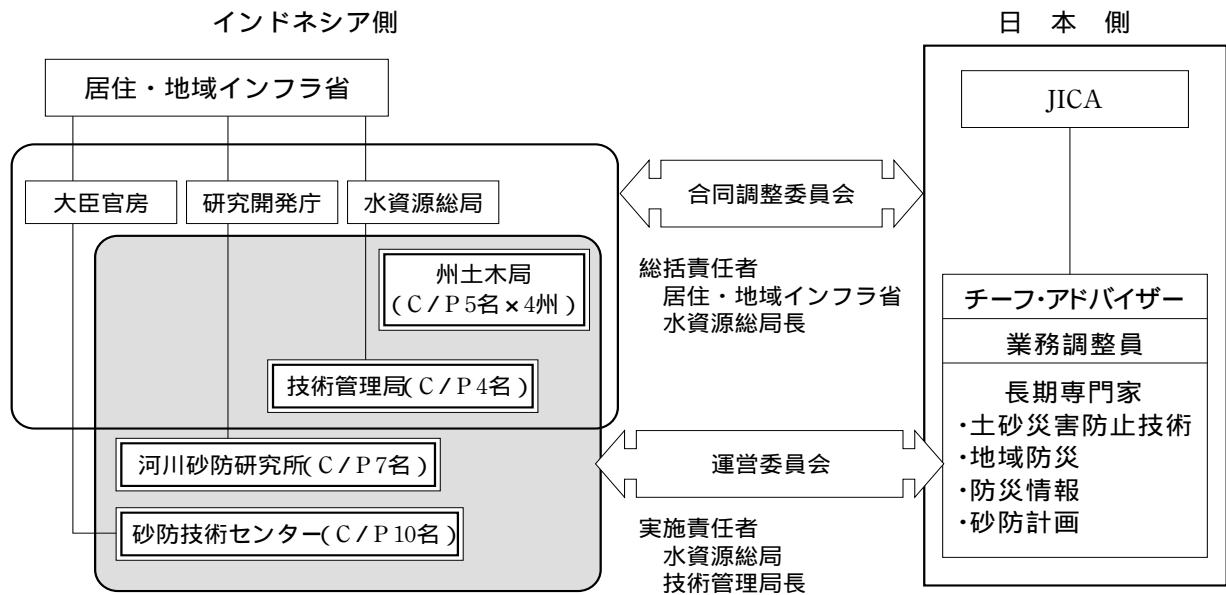 インドネシア側
日 本 側
居住・地域インフラ省
JICA
大臣官房
研究開発庁
水資源総局
合同調整委員会
州土木局
(C/P5名×4州)
総括責任者
居住・地域インフラ省
水資源総局長
チーフ・アドバイザー
業務調整員
技術管理局(C/P4名)
長期専門家
・土砂災害防止技術
・地域防災
・防災情報
・砂防計画
河川砂防研究所(C/P7名)
運営委員会
砂防技術センター(C/P10名)
実施責任者
水資源総局
技術管理局長